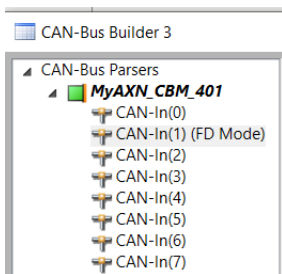 CAN-Bus Builder 3
CAN-Bus Parsers
MyAXN_CBM_401
CAN-In(0)
CAN-In(1) (FD Mode)
CAN-In(2)
CAN-In(3)
CAN-In(4)
CAN-In(5)
CAN-In(6)
CAN-In(7)